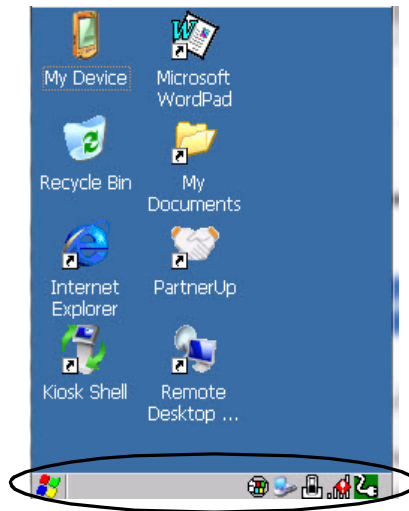 My Device
Microsoft
WordPad
Recycle Bin
My
Documents
Internet
Explorer
PartnerUp
Kiosk Shell
Remote
Desktop ...